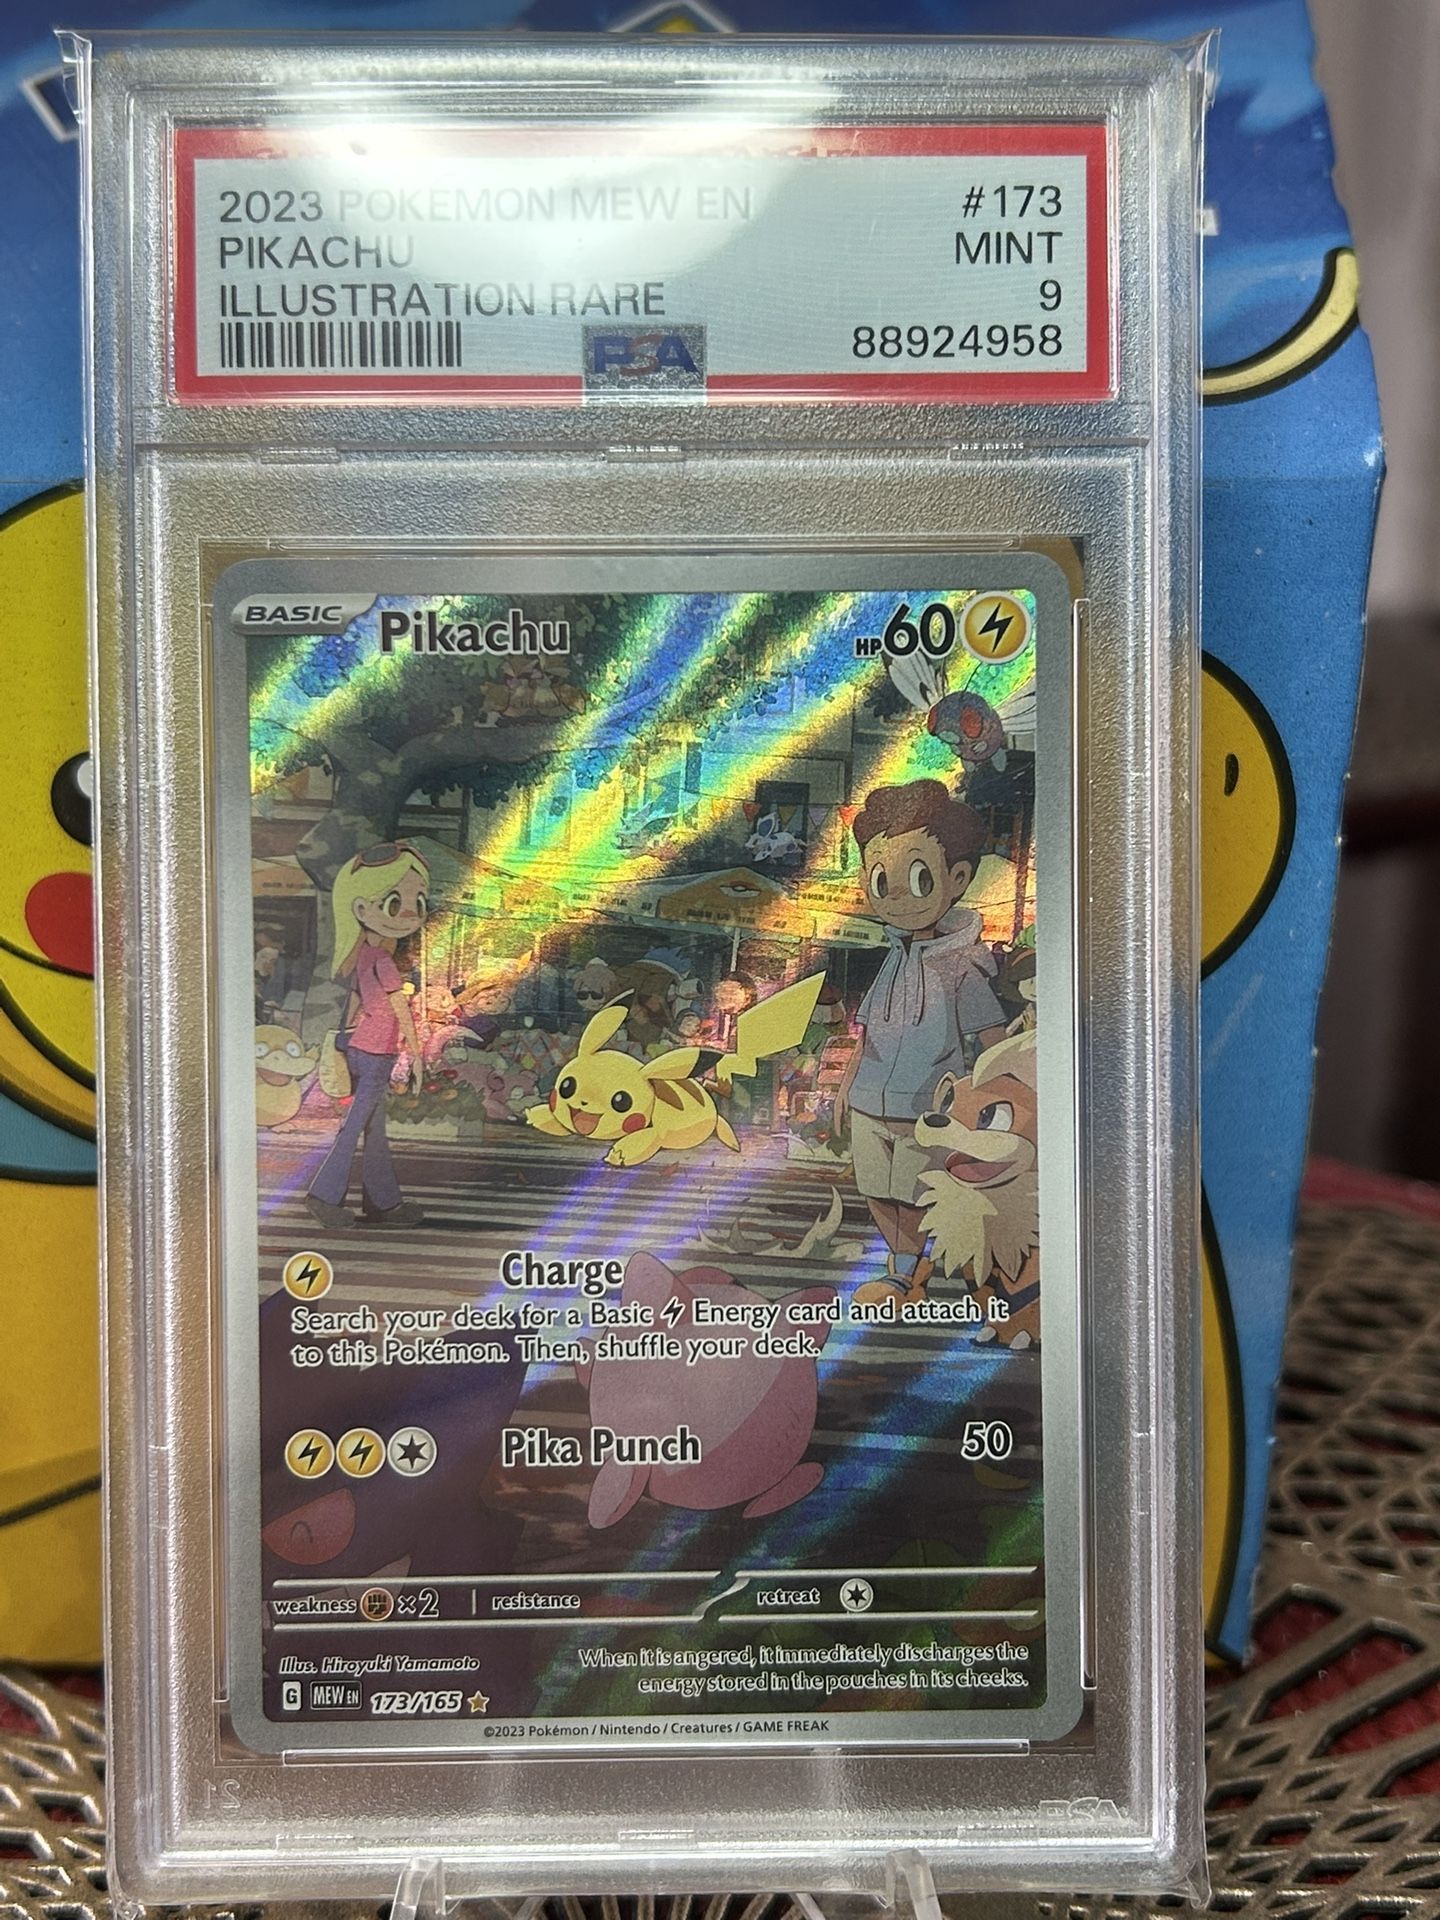 2023 POKEMON MEW EN #173
PIKACHU MINT
ILLUSTRATION RARE 9
PSA 88924958
BASIC Pikachu HP60
Charge
Search your deck for a Basic Energy card and attach it
to this Pokémon. Then, shuffle your deck.
Pika Punch 50
weakness ×2 resistance retreat
Illus. Hiroyuki Yamamoto
When it is angered, it immediately discharges the
energy stored in the pouches in its cheeks.
G MEW EN 173/165
©2023 Pokémon / Nintendo / Creatures / GAME FREAK
PSA